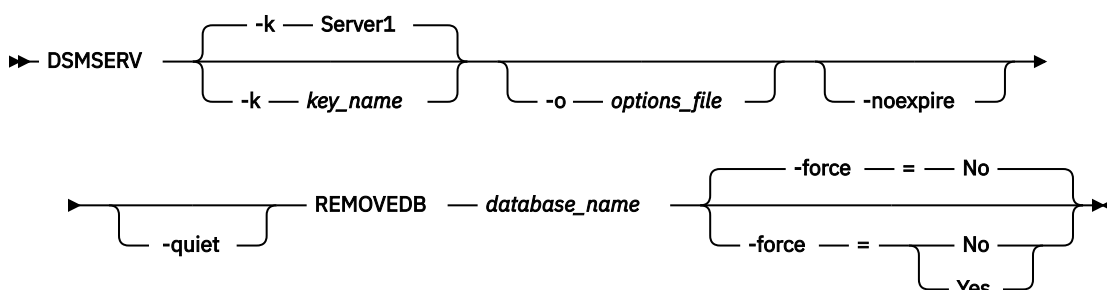 -k Server1
DSMSERV
-k key_name
-o options_file
-noexpire
-force = No
-quiet
REMOVEDB database_name
-force = No
Yes